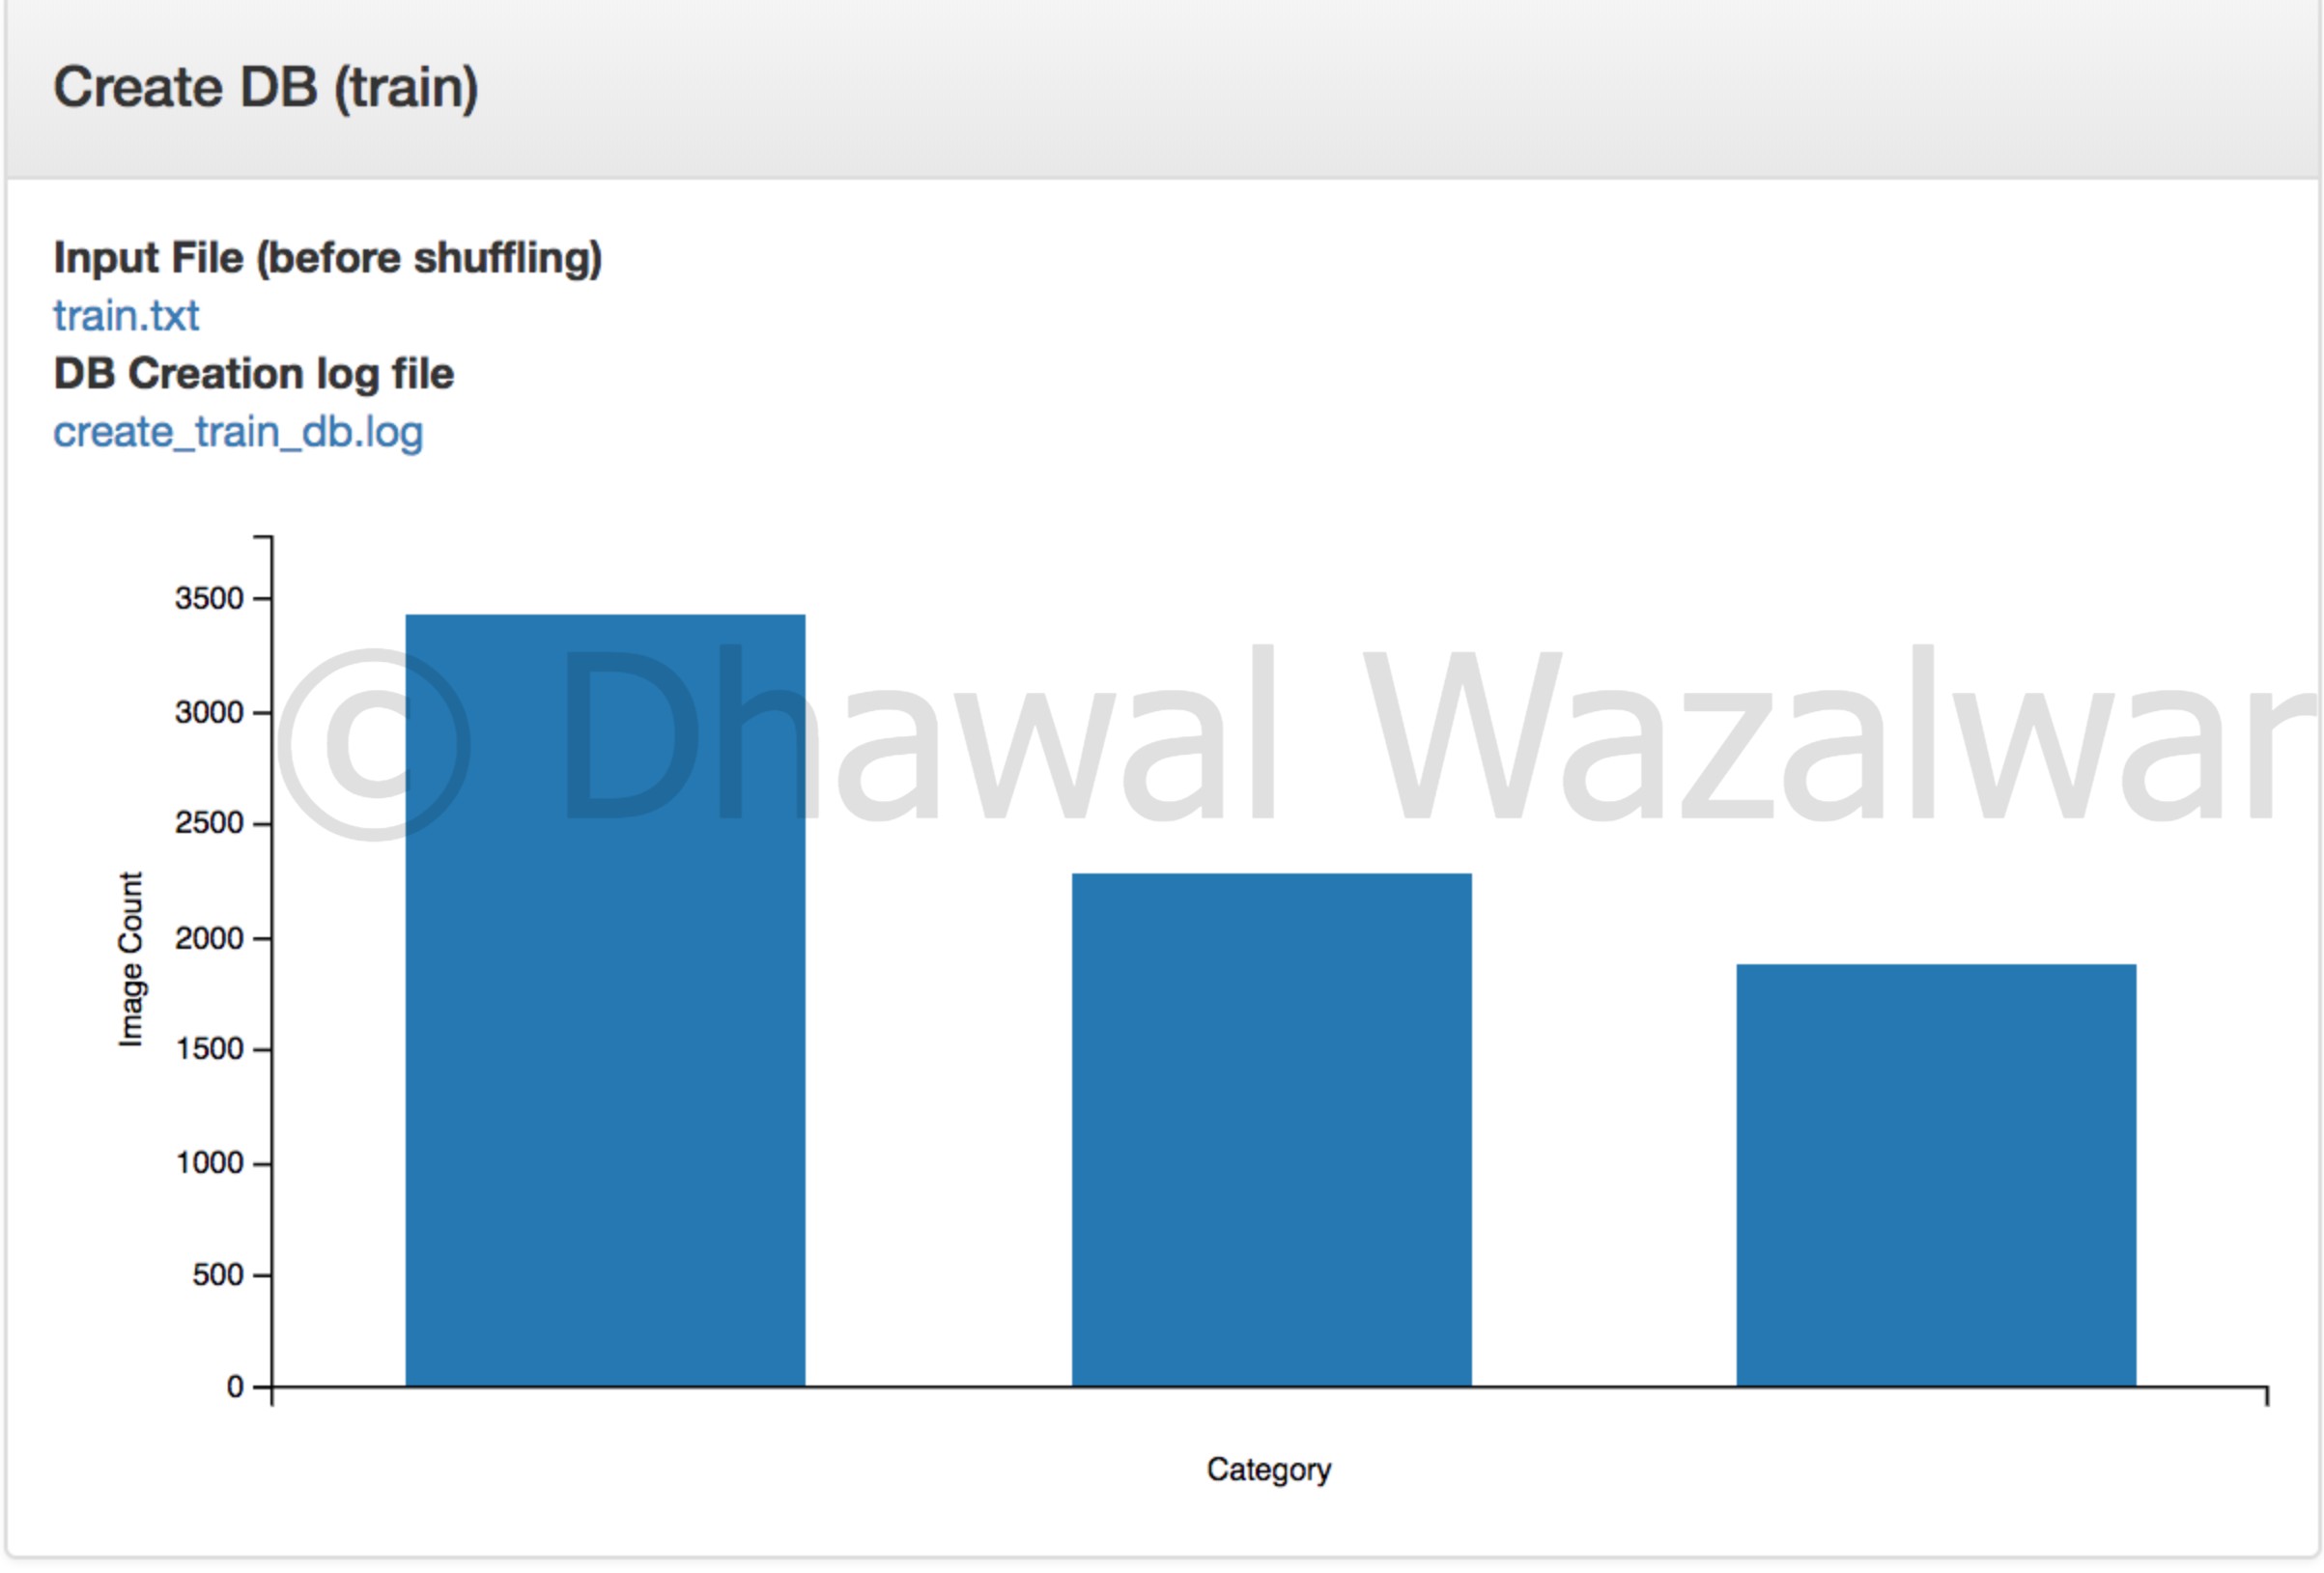 Create DB (train)
Input File (before shuffling)
train.txt
DB Creation log file
create_train_db.log
3500
© Dhawal Wazalwar
3000
2500
Image Count
2000
1500
1000
500
0
Category